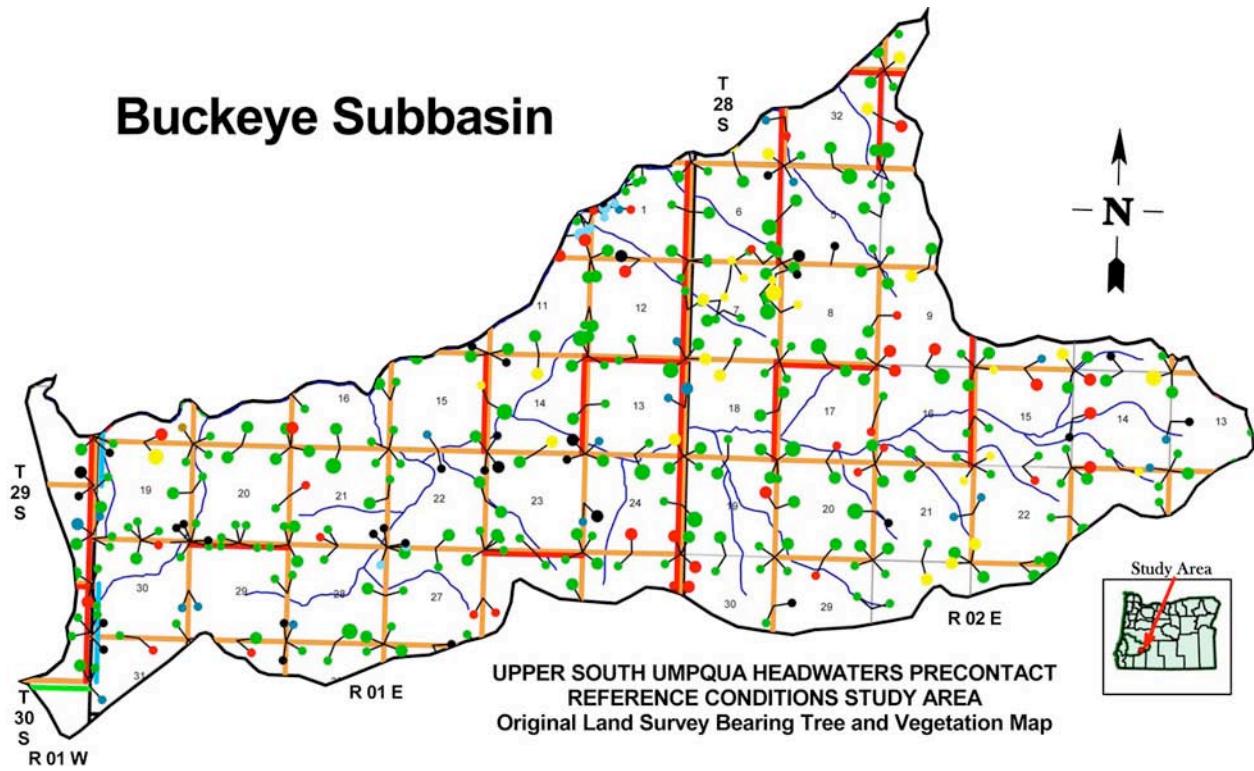 Buckeye Subbasin
T
28
S
N
32
1
6
5
11
12
7
8
9
16
15
14
13
18
17
16
15
14
13
T
29
S
19
20
21
22
23
24
19
20
21
22
30
29
28
27
30
29
31
R 02 E
R 01 E
Study Area
UPPER SOUTH UMPQUA HEADWATERS PRECONTACT
REFERENCE CONDITIONS STUDY AREA
Original Land Survey Bearing Tree and Vegetation Map
T
30
S
R 01 W